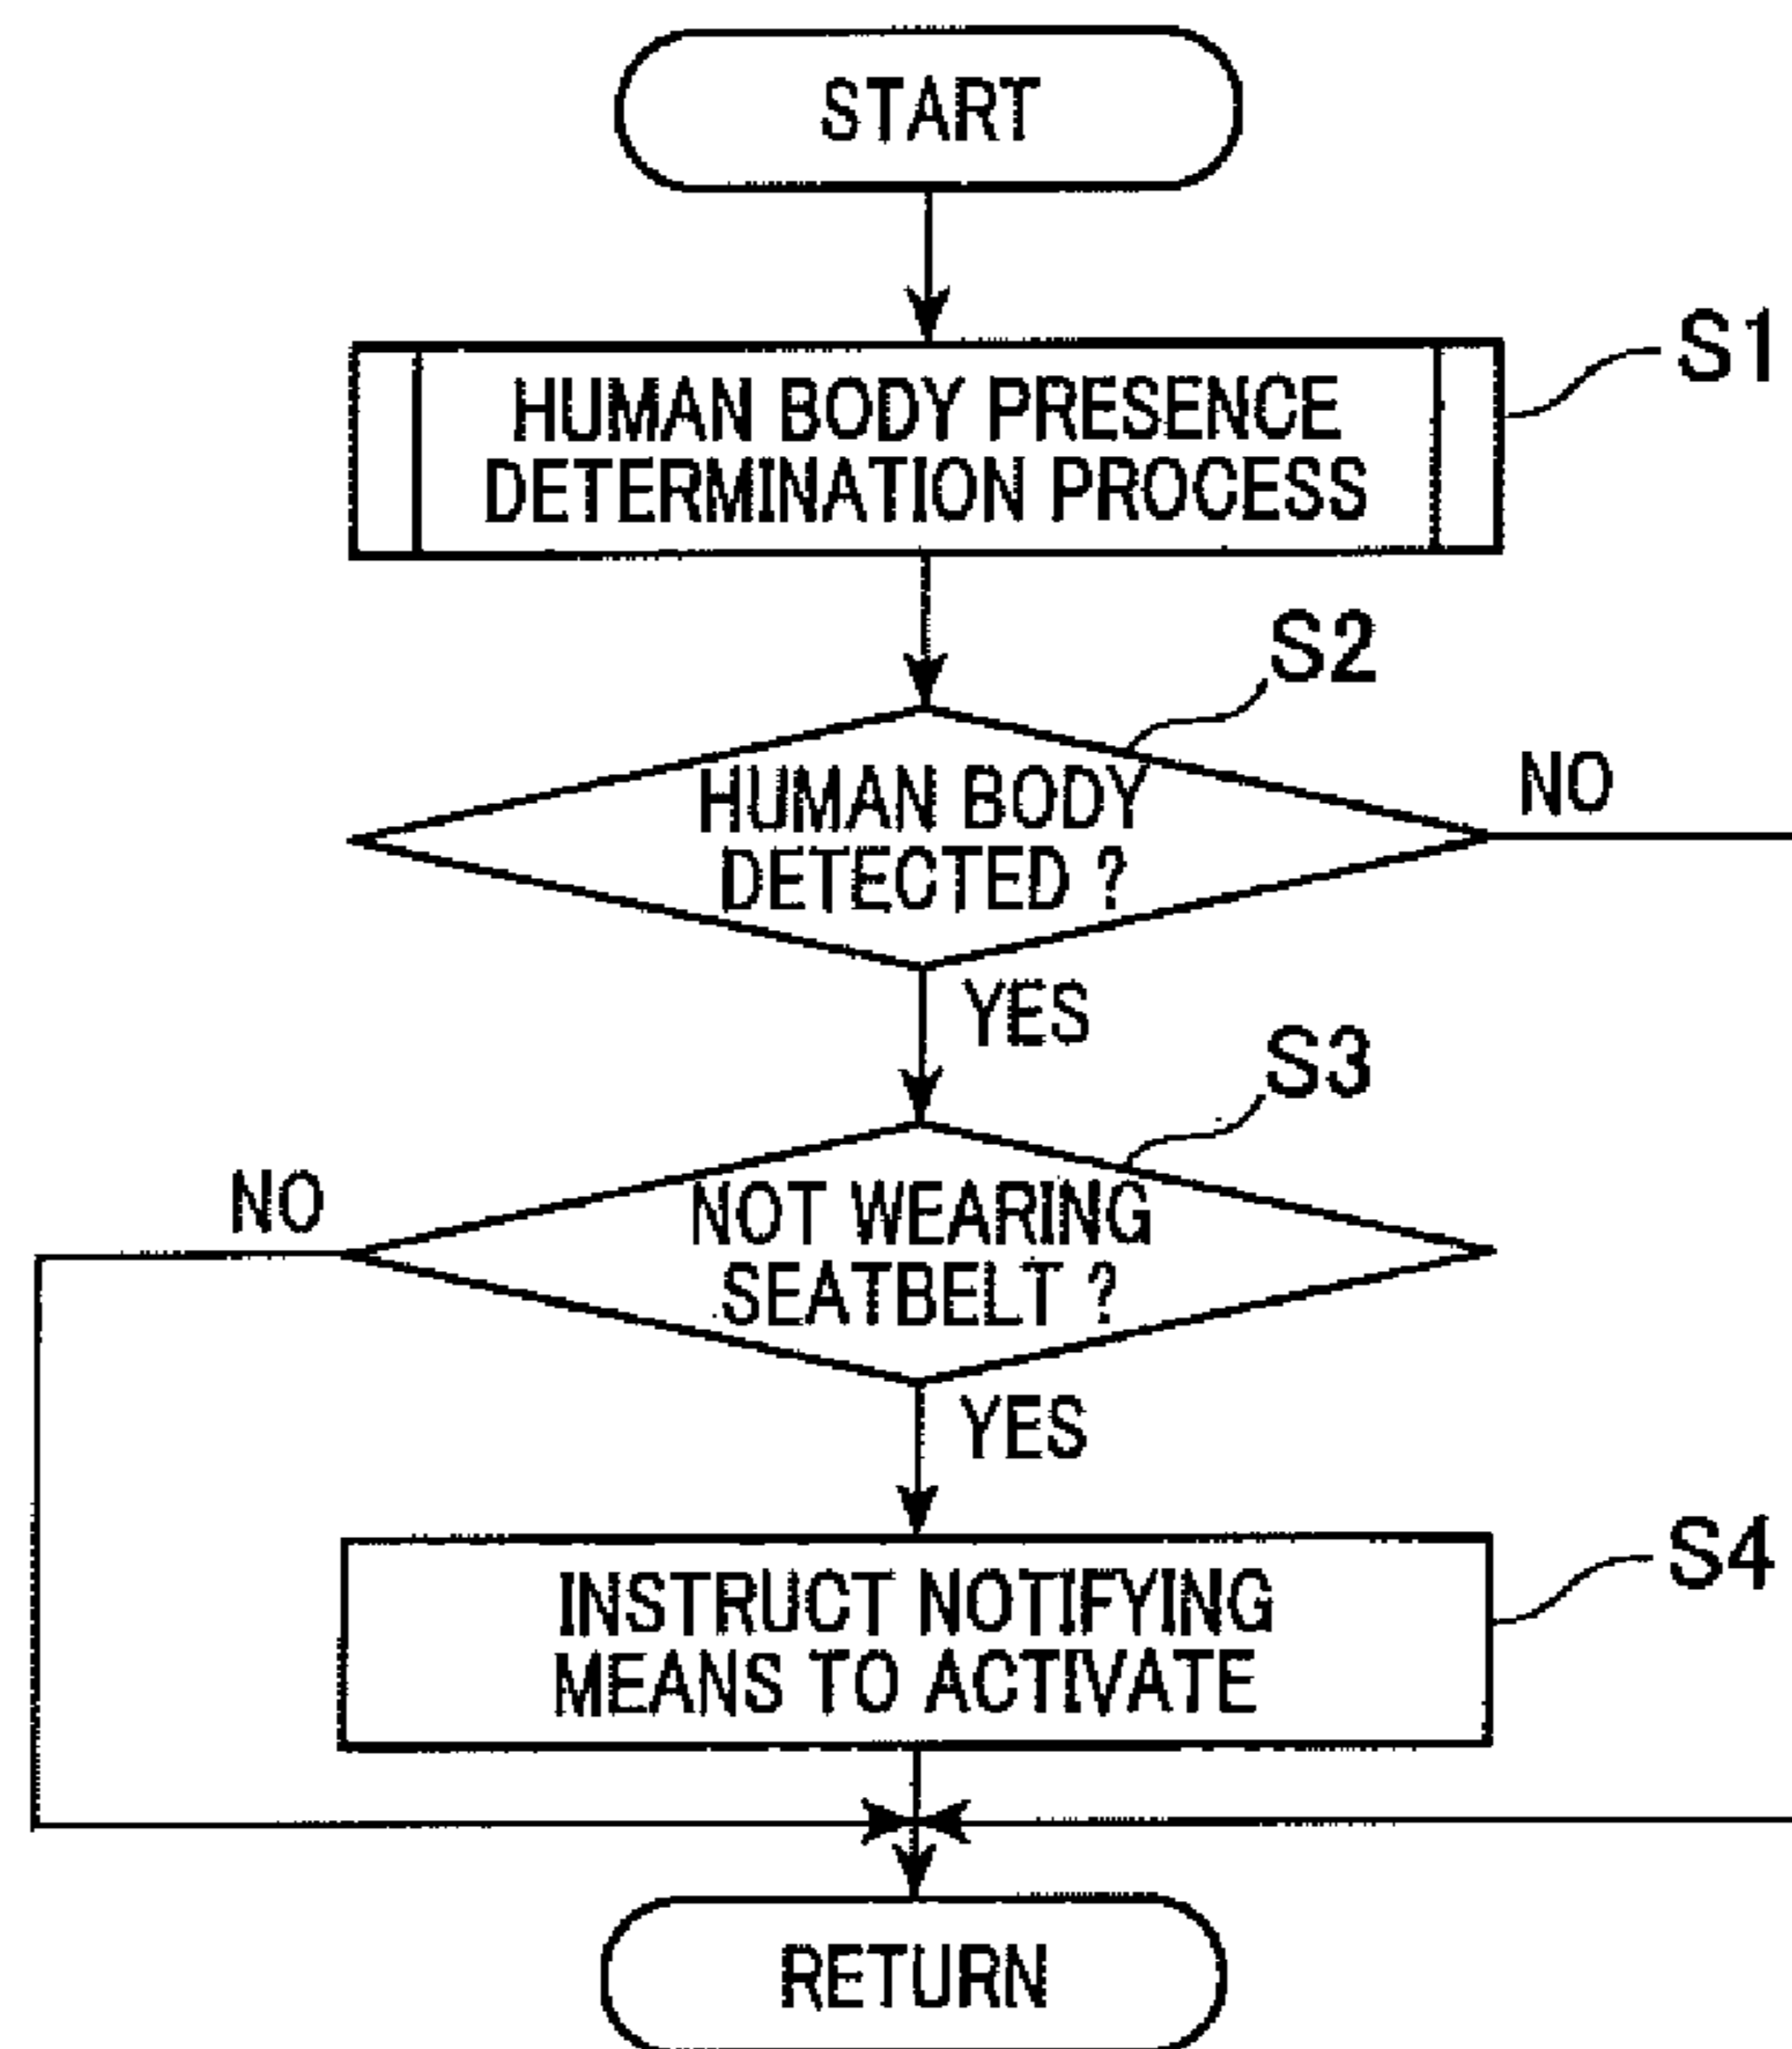 START
S1
HUMAN BODY PRESENCE
DETERMINATION PROCESS
S2
HUMAN BODY
DETECTED ?
NO
YES
S3
NO
NOT WEARING
SEATBELT ?
YES
S4
INSTRUCT NOTIFYING
MEANS TO ACTIVATE
RETURN